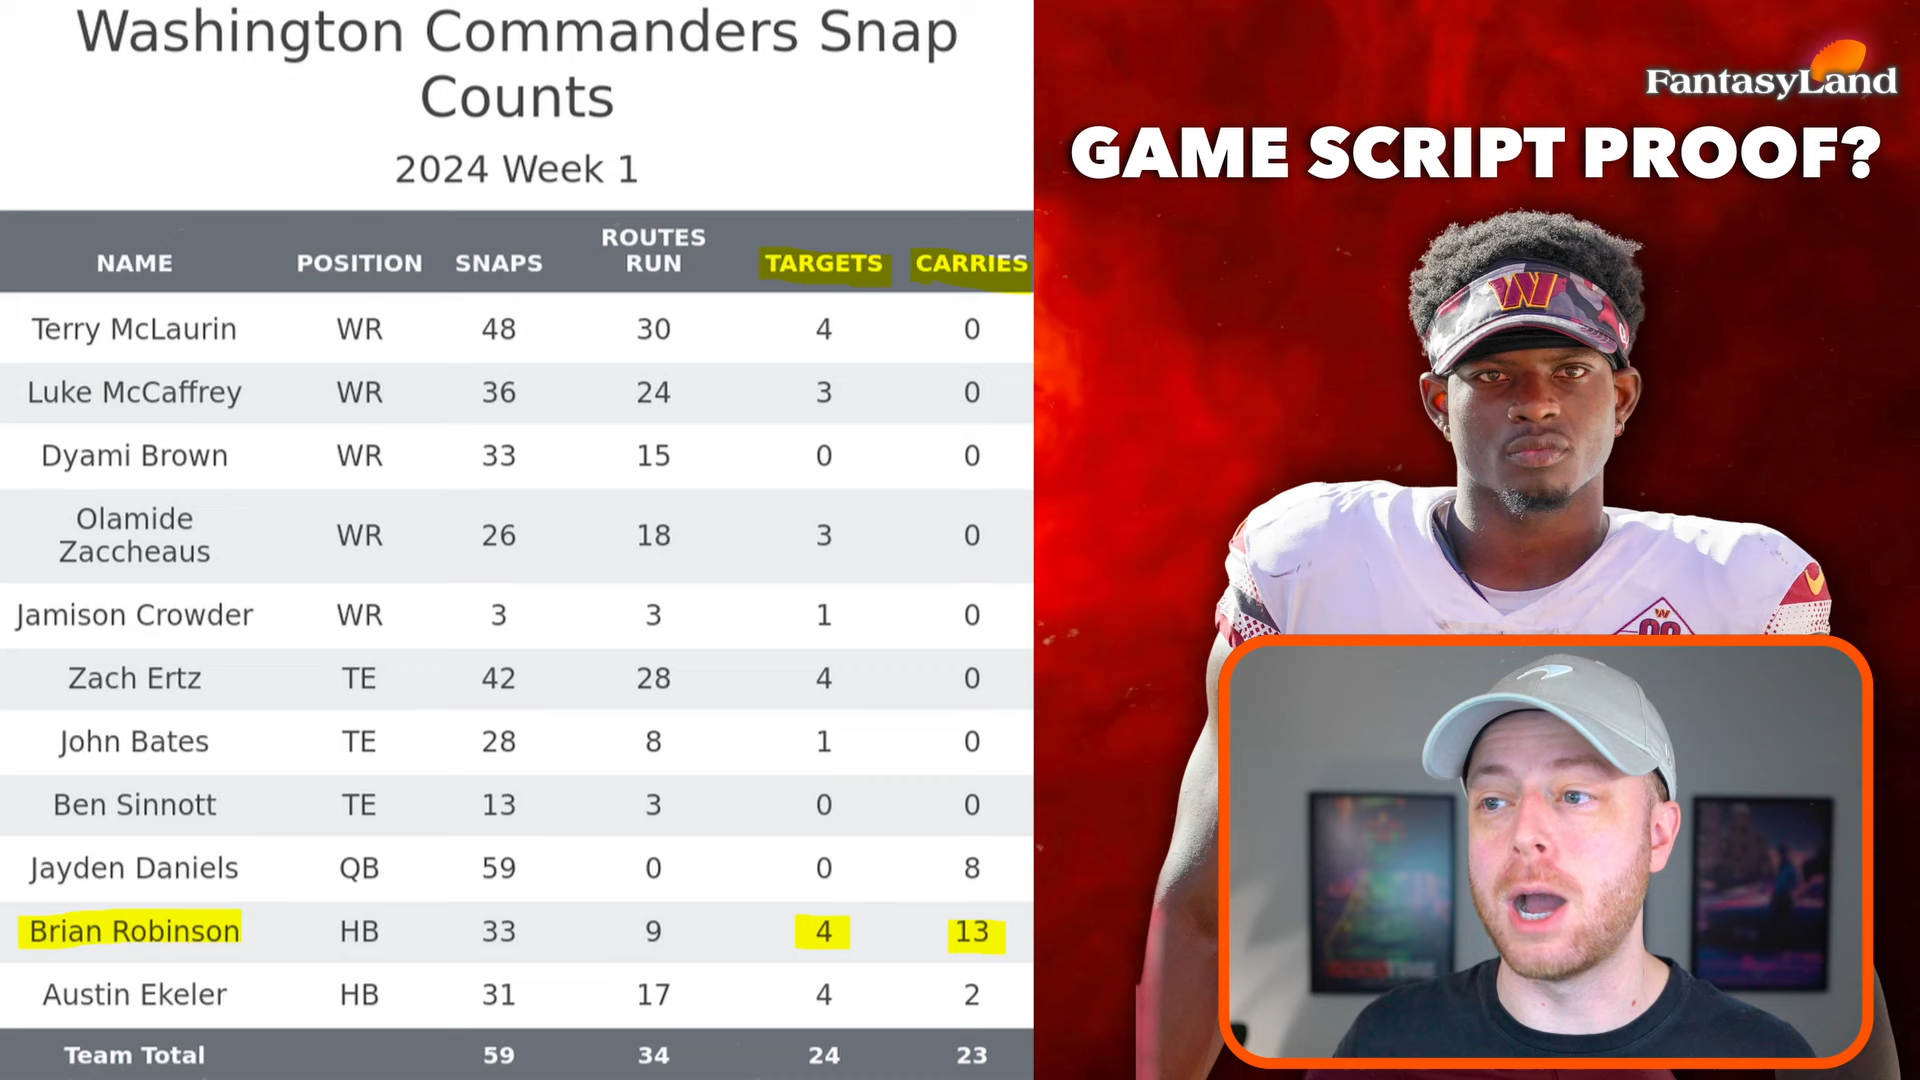 Washington Commanders Snap
Counts
2024 Week 1
NAME POSITION SNAPS ROUTES RUN TARGETS CARRIES
Terry McLaurin WR 48 30 4 0
Luke McCaffrey WR 36 24 3 0
Dyami Brown WR 33 15 0 0
Olamide Zaccheaus WR 26 18 3 0
Jamison Crowder WR 3 3 1 0
Zach Ertz TE 42 28 4 0
John Bates TE 28 8 1 0
Ben Sinnott TE 13 3 0 0
Jayden Daniels QB 59 0 0 8
Brian Robinson HB 33 9 4 13
Austin Ekeler HB 31 17 4 2
Team Total 59 34 24 23
FantasyLand
GAME SCRIPT PROOF?
W